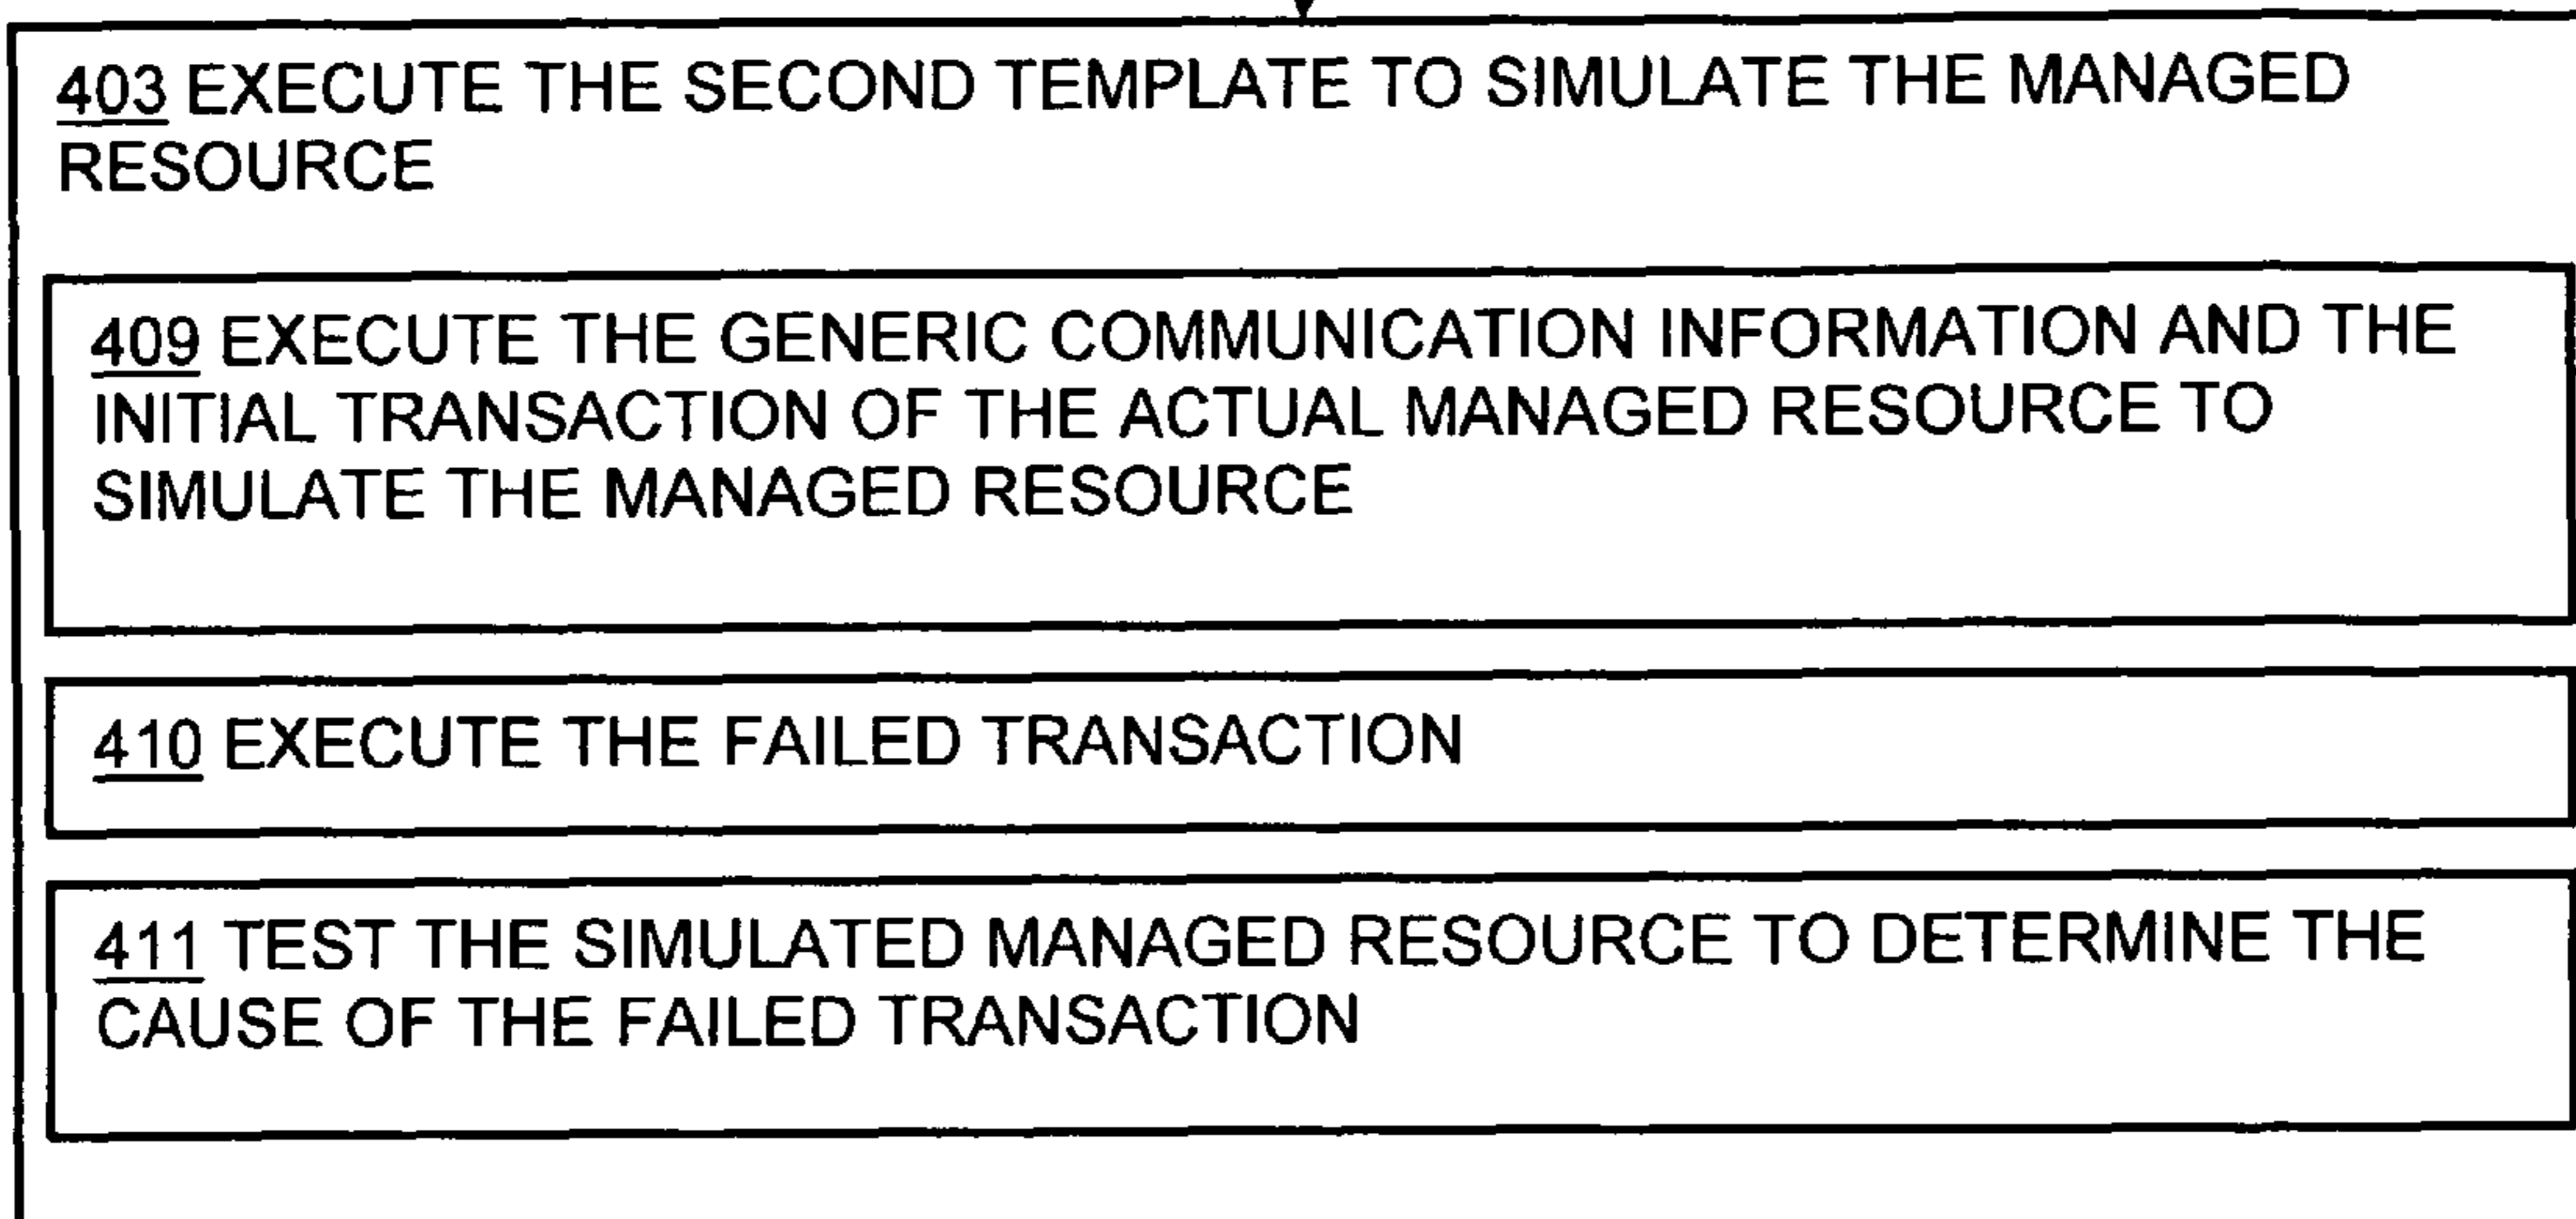 403 EXECUTE THE SECOND TEMPLATE TO SIMULATE THE MANAGED
RESOURCE
409 EXECUTE THE GENERIC COMMUNICATION INFORMATION AND THE
INITIAL TRANSACTION OF THE ACTUAL MANAGED RESOURCE TO
SIMULATE THE MANAGED RESOURCE
410 EXECUTE THE FAILED TRANSACTION
411 TEST THE SIMULATED MANAGED RESOURCE TO DETERMINE THE
CAUSE OF THE FAILED TRANSACTION